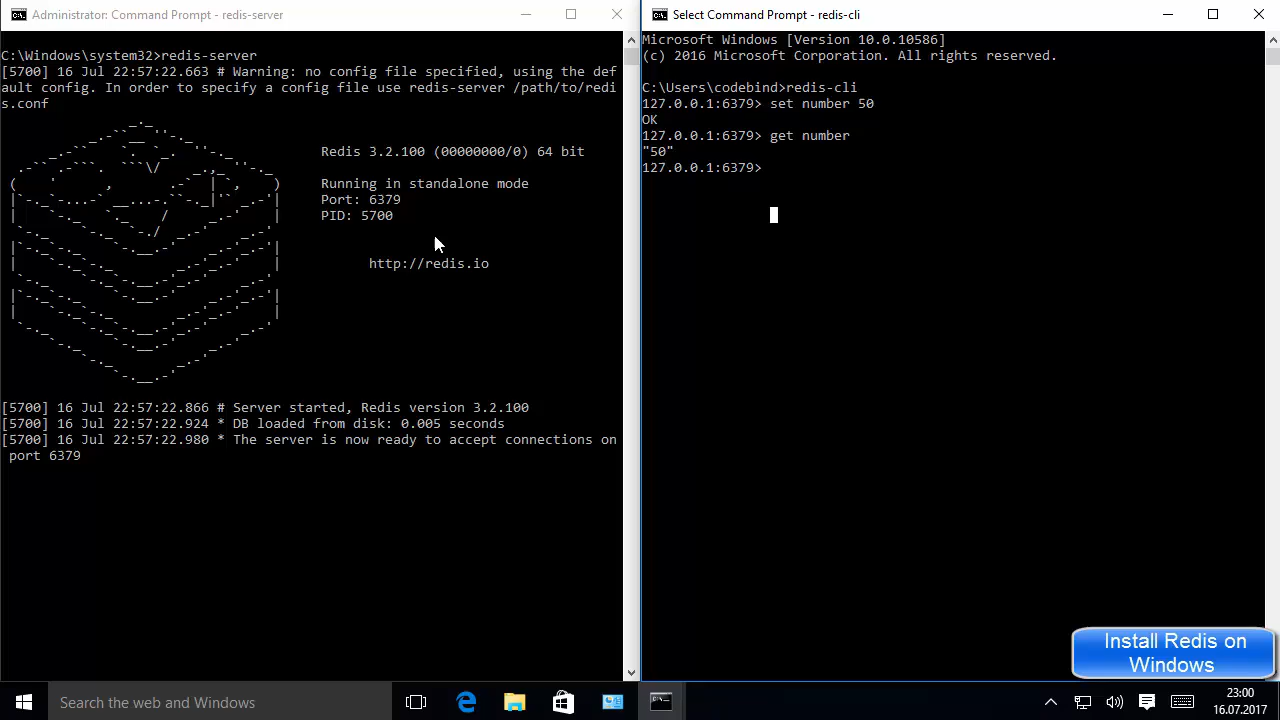 Administrator: Command Prompt - redis-server
C:\Windows\system32>redis-server
[5700] 16 Jul 22:57:22.663 # Warning: no config file specified, using the def
ault config. In order to specify a config file use redis-server /path/to/redi
s.conf
Redis 3.2.100 (00000000/0) 64 bit
Running in standalone mode
Port: 6379
PID: 5700
http://redis.io
[5700] 16 Jul 22:57:22.866 # Server started, Redis version 3.2.100
[5700] 16 Jul 22:57:22.924 * DB loaded from disk: 0.005 seconds
[5700] 16 Jul 22:57:22.980 * The server is now ready to accept connections on
port 6379
Select Command Prompt - redis-cli
Microsoft Windows [Version 10.0.10586]
(c) 2016 Microsoft Corporation. All rights reserved.
C:\Users\codebind>redis-cli
127.0.0.1:6379> set number 50
OK
127.0.0.1:6379> get number
"50"
127.0.0.1:6379>
Install Redis on
Windows
Search the web and Windows
23:00
16.07.2017